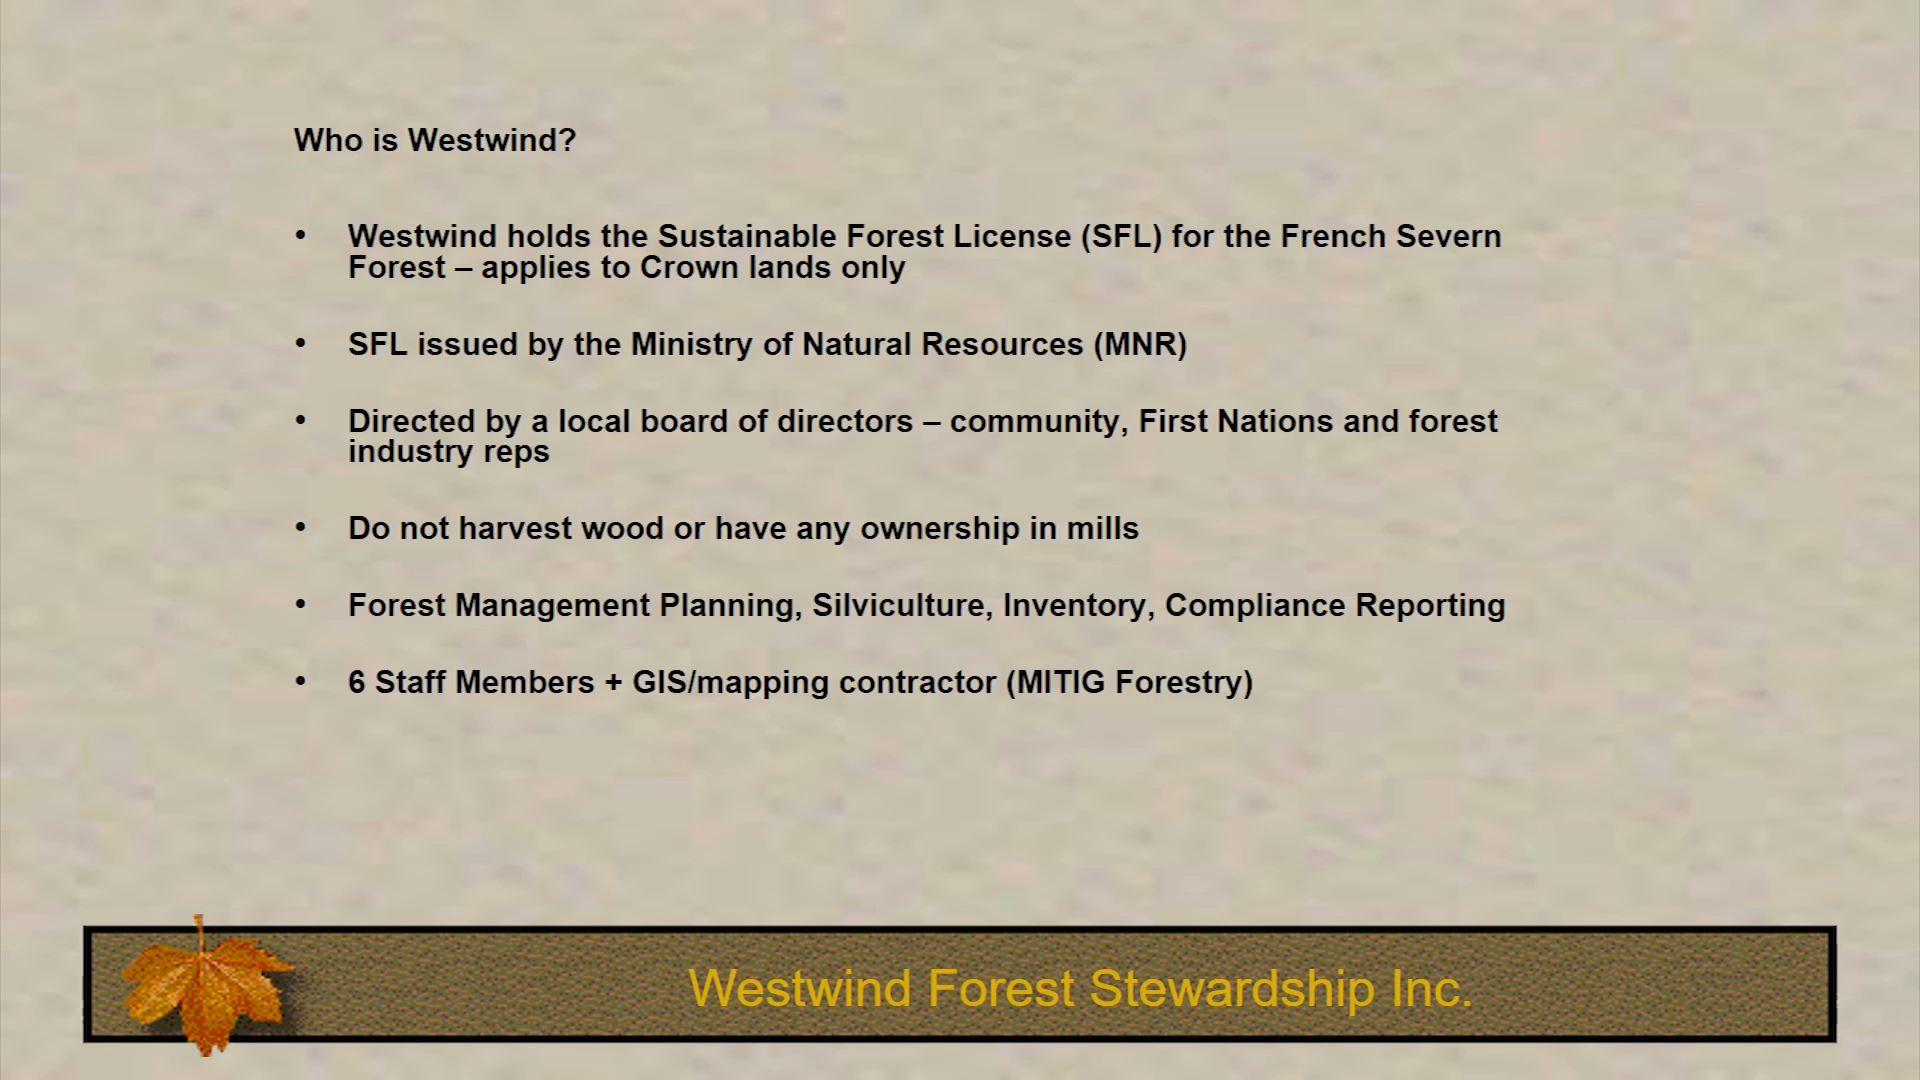 Who is Westwind?
• Westwind holds the Sustainable Forest License (SFL) for the French Severn
Forest – applies to Crown lands only
• SFL issued by the Ministry of Natural Resources (MNR)
• Directed by a local board of directors – community, First Nations and forest
industry reps
• Do not harvest wood or have any ownership in mills
• Forest Management Planning, Silviculture, Inventory, Compliance Reporting
• 6 Staff Members + GIS/mapping contractor (MITIG Forestry)
Westwind Forest Stewardship Inc.